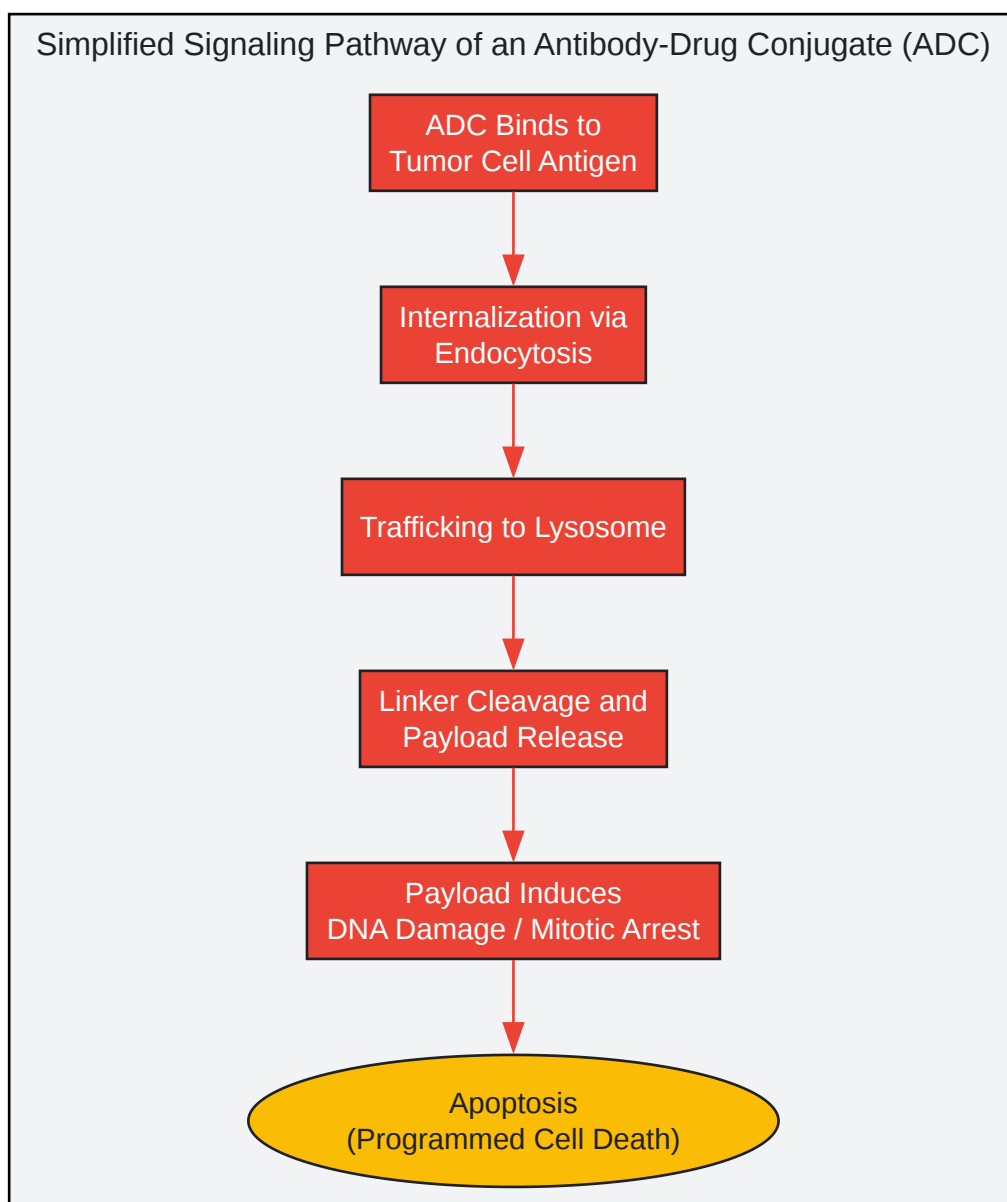 Simplified Signaling Pathway of an Antibody-Drug Conjugate (ADC)
ADC Binds to
Tumor Cell Antigen
Internalization via
Endocytosis
Trafficking to Lysosome
Linker Cleavage and
Payload Release
Payload Induces
DNA Damage / Mitotic Arrest
Apoptosis
(Programmed Cell Death)